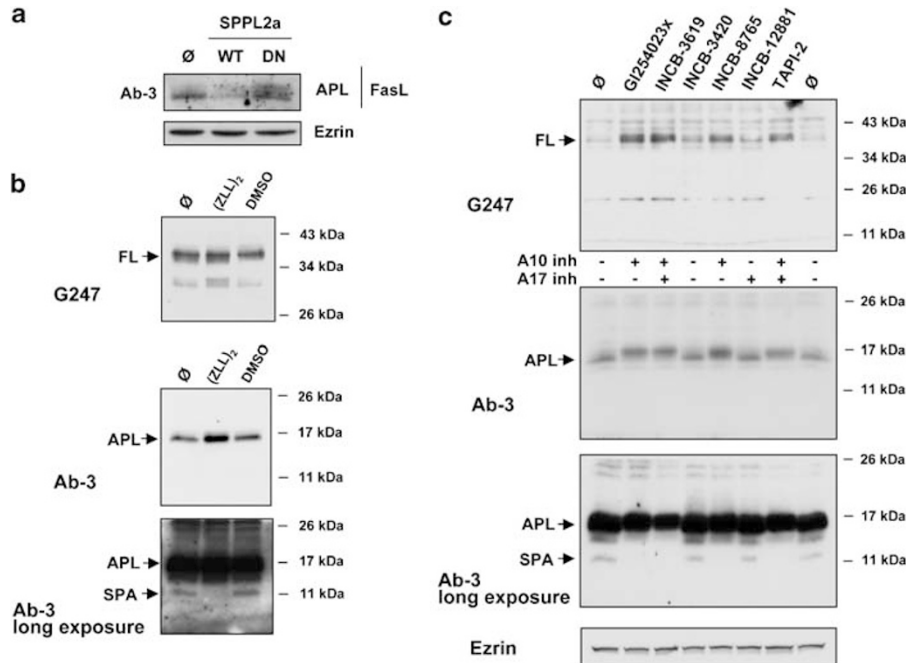 a
SPPL2a
Ø WT DN
Ab-3 APL FasL
Ezrin
b
Ø (ZLL)2 DMSO
43 kDa
FL
34 kDa
G247
26 kDa
Ø (ZLL)2 DMSO
26 kDa
APL
17 kDa
11 kDa
Ab-3
26 kDa
APL
17 kDa
SPA
11 kDa
Ab-3
long exposure
c
Ø GI254023x INCB-3619 INCB-3420 INCB-8765 INCB-12881 TAPI-2 Ø
43 kDa
FL
34 kDa
26 kDa
G247
11 kDa
A10 inh - + + - + - + -
A17 inh - - + - - + + -
26 kDa
APL
17 kDa
11 kDa
Ab-3
26 kDa
APL
17 kDa
SPA
11 kDa
Ab-3
long exposure
Ezrin